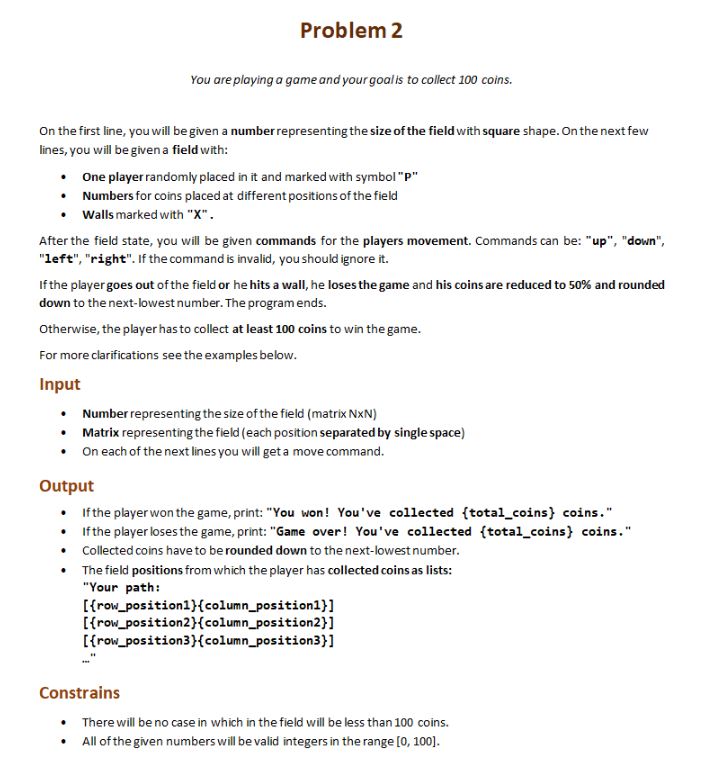 Problem 2
You are playing a game and your goal is to collect 100 coins.
On the first line, you will be given a number representing the size of the field with square shape. On the next few
lines, you will be given a field with:
• One player randomly placed in it and marked with symbol "P"
• Numbers for coins placed at different positions of the field
• Walls marked with "X".
After the field state, you will be given commands for the players movement. Commands can be: "up", "down",
"left", "right". If the command is invalid, you should ignore it.
If the player goes out of the field or he hits a wall, he loses the game and his coins are reduced to 50% and rounded
down to the next-lowest number. The program ends.
Otherwise, the player has to collect at least 100 coins to win the game.
For more clarifications see the examples below.
Input
• Number representing the size of the field (matrix NxN)
• Matrix representing the field (each position separated by single space)
• On each of the next lines you will get a move command.
Output
• If the player won the game, print: "You won! You've collected {total_coins} coins."
• If the player loses the game, print: "Game over! You've collected {total_coins} coins."
• Collected coins have to be rounded down to the next-lowest number.
• The field positions from which the player has collected coins as lists:
"Your path:
[{row_position1}{column_position1}]
[{row_position2}{column_position2}]
[{row_position3}{column_position3}]
…"
Constrains
• There will be no case in which in the field will be less than 100 coins.
• All of the given numbers will be valid integers in the range [0, 100].